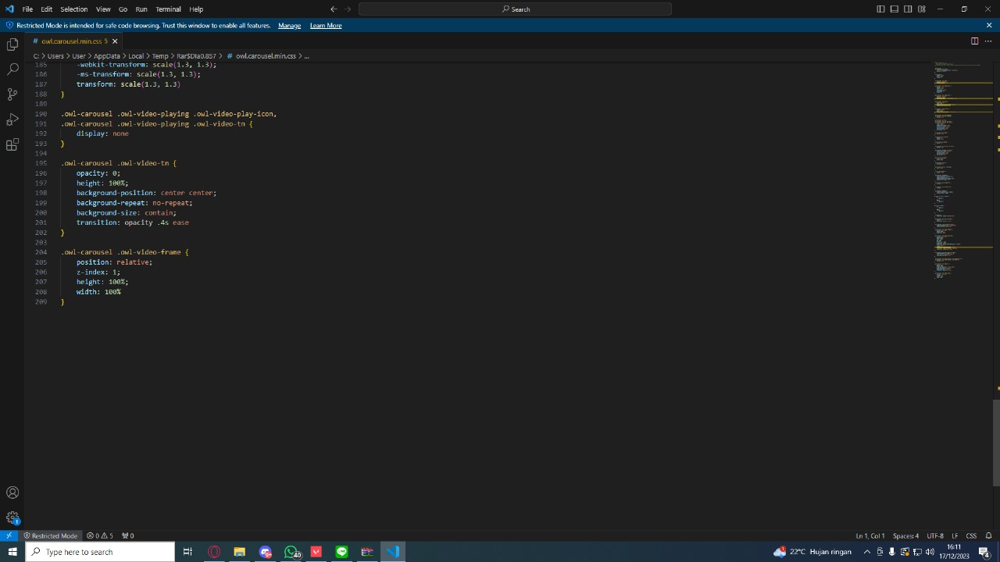 File Edit Selection View Go Run Terminal Help
Search
Restricted Mode is intended for safe code browsing. Trust this window to enable all features. Manage Learn More
# owl.carousel.min.css 5
C: > Users > User > AppData > Local > Temp > Rar$DIa0.857 > # owl.carousel.min.css > ...
185 -webkit-transform: scale(1.3, 1.3);
186 -ms-transform: scale(1.3, 1.3);
187 transform: scale(1.3, 1.3)
188 }
189
190 .owl-carousel .owl-video-playing .owl-video-play-icon,
191 .owl-carousel .owl-video-playing .owl-video-tn {
192 display: none
193 }
194
195 .owl-carousel .owl-video-tn {
196 opacity: 0;
197 height: 100%;
198 background-position: center center;
199 background-repeat: no-repeat;
200 background-size: contain;
201 transition: opacity .4s ease
202 }
203
204 .owl-carousel .owl-video-frame {
205 position: relative;
206 z-index: 1;
207 height: 100%;
208 width: 100%
209 }
1
Restricted Mode 0 5 0
Ln 1, Col 1 Spaces: 4 UTF-8 LF CSS
Type here to search
40
1
22°C Hujan ringan
16:11
17/12/2023
4